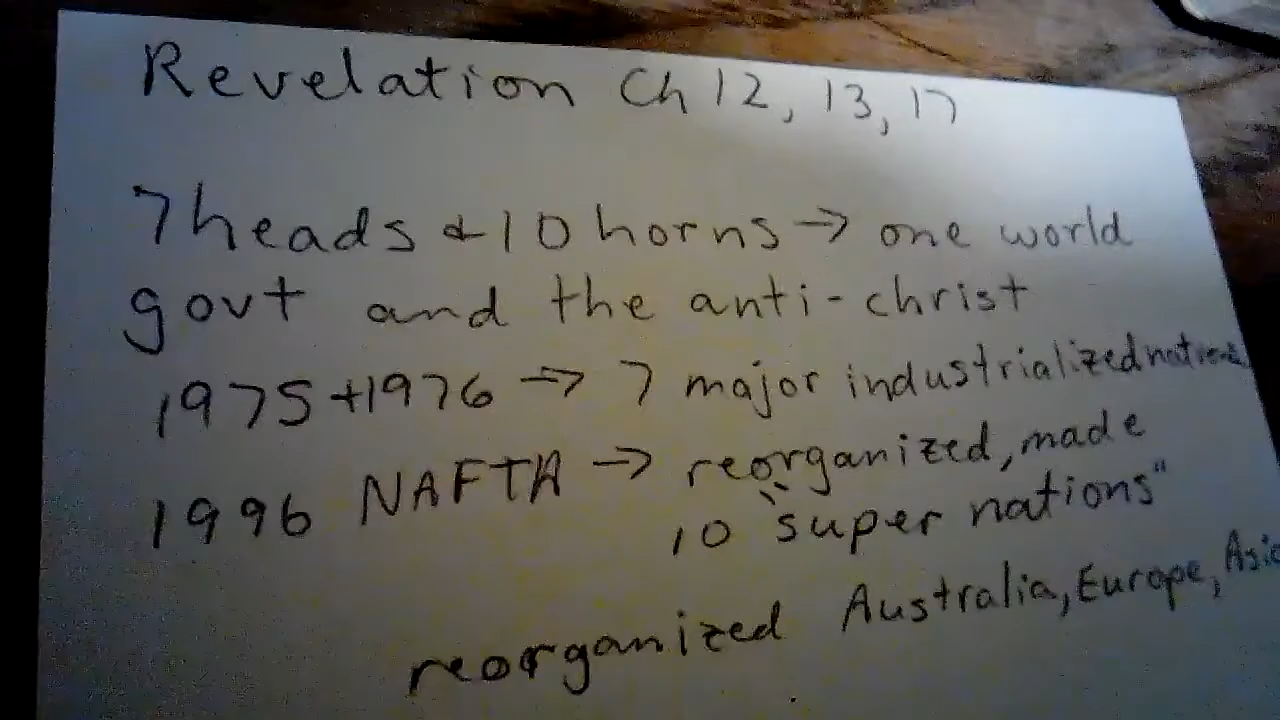 Revelation Ch 12, 13, 17
7 heads & 10 horns → one world
govt and the anti-christ
1975 + 1976 → 7 major industrialized nations
1996 NAFTA → reorganized, made
10 "super nations"
reorganized Australia, Europe, Asia